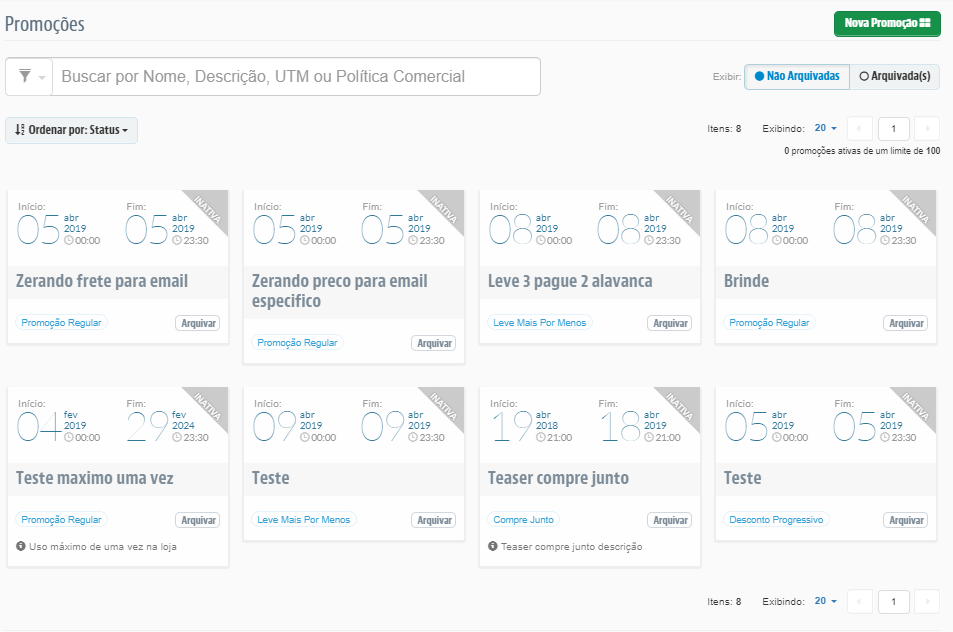 Promoções
Nova Promoção
Buscar por Nome, Descrição, UTM ou Política Comercial
Exibir: Não Arquivadas Arquivada(s)
Ordenar por: Status
Itens: 8 Exibindo: 20 1
0 promoções ativas de um limite de 100
Início: 05 abr 2019 00:00 Fim: 05 abr 2019 23:30 INATIVA
Zerando frete para email
Promoção Regular Arquivar
Início: 05 abr 2019 00:00 Fim: 05 abr 2019 23:30 INATIVA
Zerando preco para email
especifico
Promoção Regular Arquivar
Início: 08 abr 2019 00:00 Fim: 08 abr 2019 23:30 INATIVA
Leve 3 pague 2 alavanca
Leve Mais Por Menos Arquivar
Início: 08 abr 2019 00:00 Fim: 08 abr 2019 23:30 INATIVA
Brinde
Promoção Regular Arquivar
Início: 04 fev 2019 00:00 Fim: 29 fev 2024 23:30 INATIVA
Teste maximo uma vez
Promoção Regular Arquivar
Uso máximo de uma vez na loja
Início: 09 abr 2019 00:00 Fim: 09 abr 2019 23:30 INATIVA
Teste
Leve Mais Por Menos Arquivar
Início: 19 abr 2018 21:00 Fim: 18 abr 2019 21:00 INATIVA
Teaser compre junto
Compre Junto Arquivar
Teaser compre junto descrição
Início: 05 abr 2019 00:00 Fim: 05 abr 2019 23:30 INATIVA
Teste
Desconto Progressivo Arquivar
Itens: 8 Exibindo: 20 1